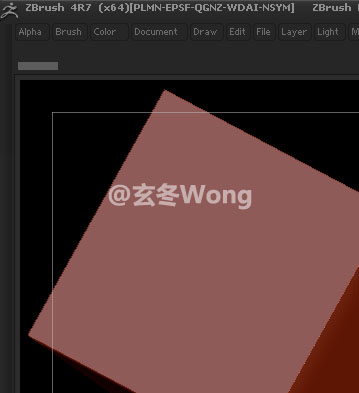 ZBrush 4R7 (x64)[PLMN-EPSF-QGNZ-WDAI-NSYM] ZBrush
Alpha Brush Color Document Draw Edit File Layer Light
@玄冬Wong